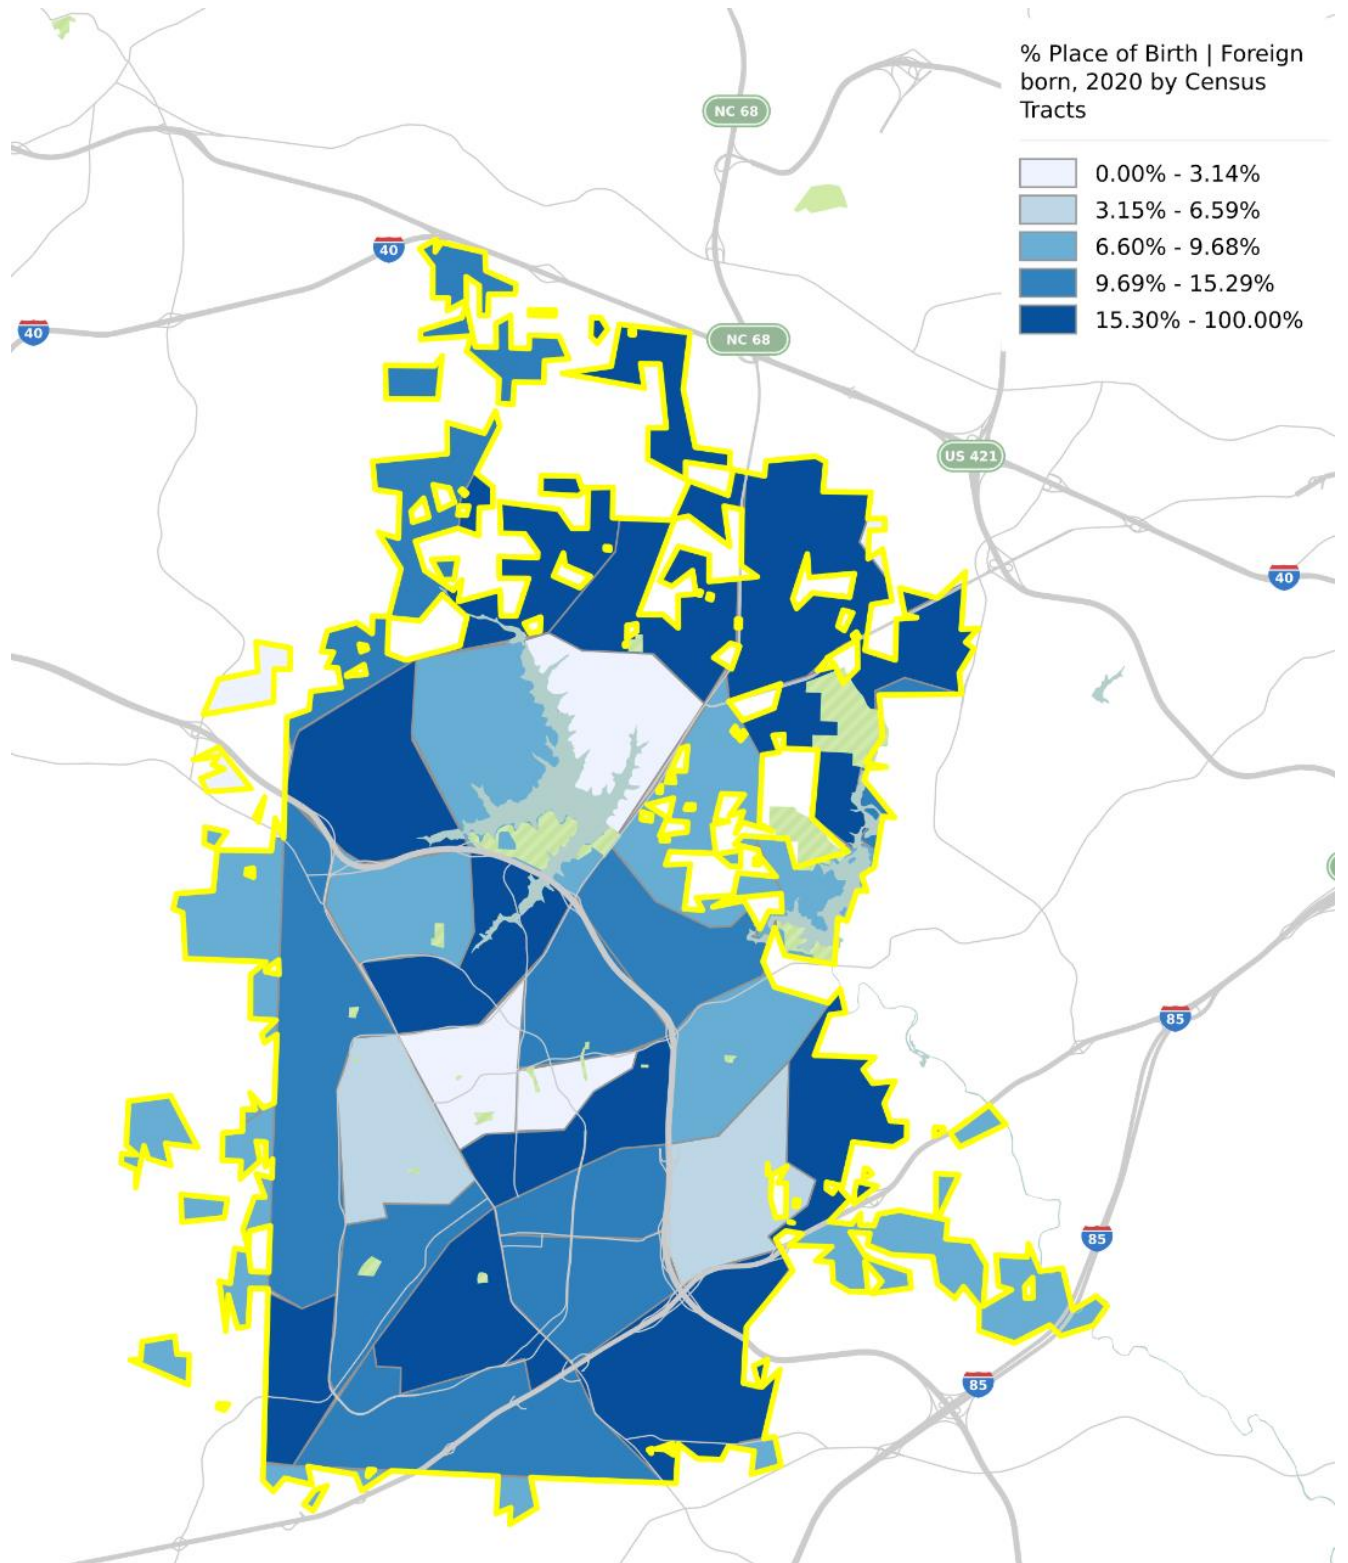 % Place of Birth | Foreign
born, 2020 by Census
Tracts
0.00% - 3.14%
3.15% - 6.59%
6.60% - 9.68%
9.69% - 15.29%
15.30% - 100.00%
NC 68
40
40
NC 68
US 421
40
85
85
85